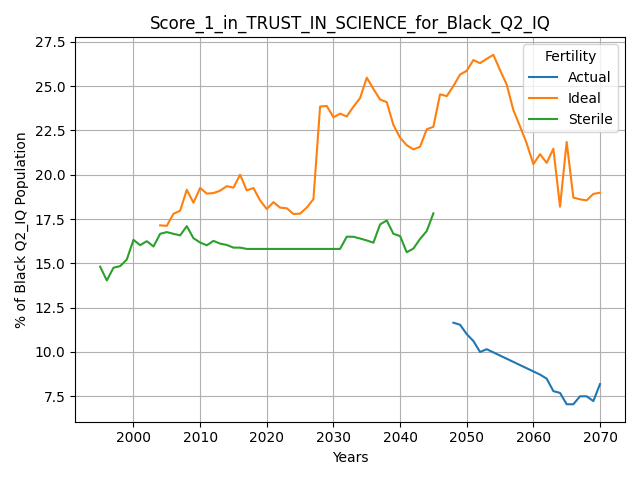 Score_1_in_TRUST_IN_SCIENCE_for_Black_Q2_IQ
27.5
25.0
22.5
20.0
17.5
15.0
12.5
10.0
7.5
% of Black Q2_IQ Population
Fertility
Actual
Ideal
Sterile
2000 2010 2020 2030 2040 2050 2060 2070
Years